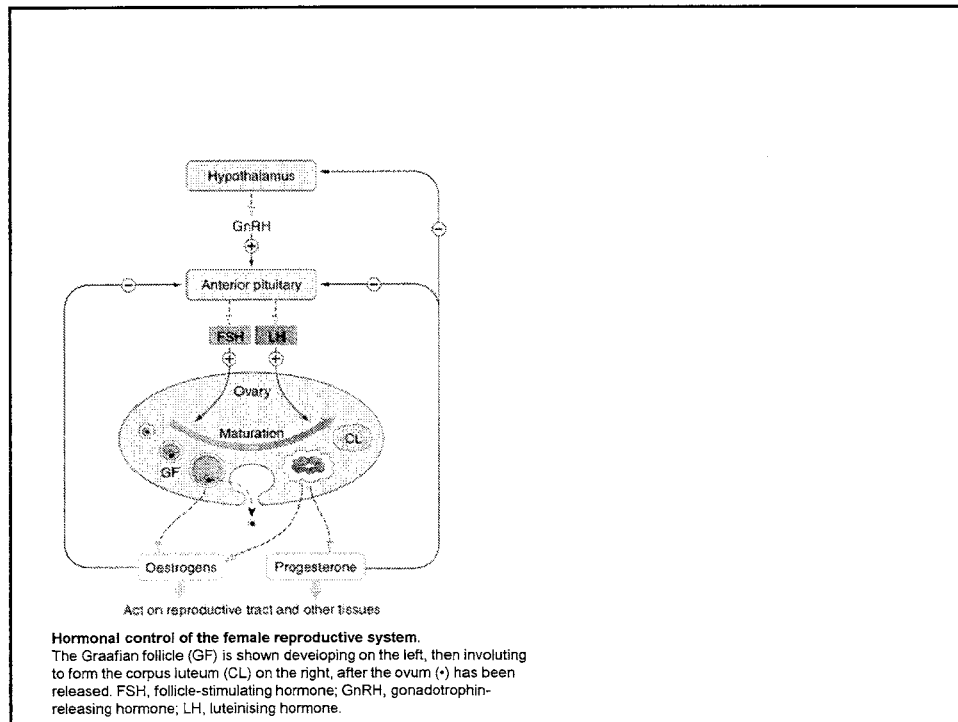 Hypothalamus
GnRH
+
−
Anterior pituitary
−
−
FSH
LH
+
+
Ovary
Maturation
CL
GF
Oestrogens
Progesterone
Act on reproductive tract and other tissues
Hormonal control of the female reproductive system.
The Graafian follicle (GF) is shown developing on the left, then involuting
to form the corpus luteum (CL) on the right, after the ovum (•) has been
released. FSH, follicle-stimulating hormone; GnRH, gonadotrophin-
releasing hormone; LH, luteinising hormone.